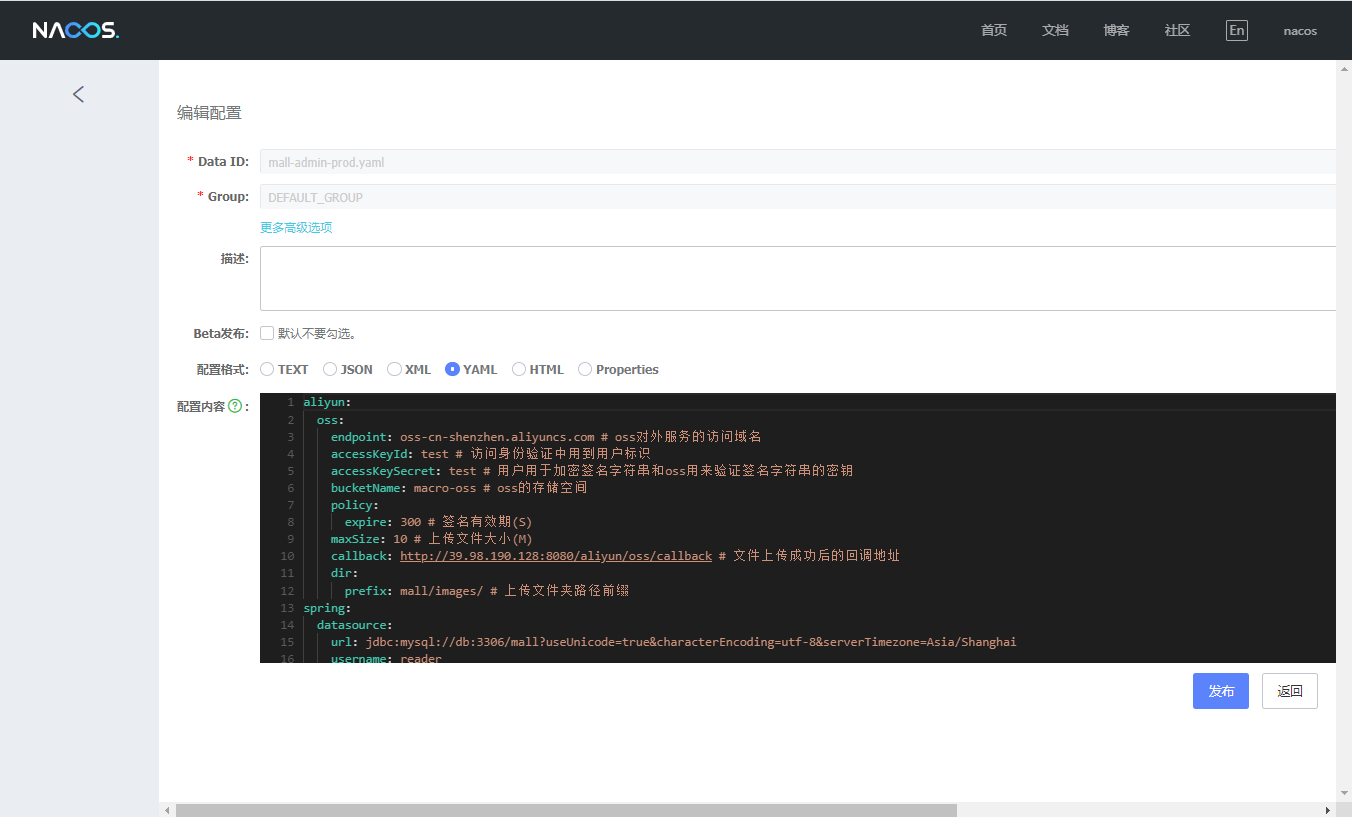 NACOS.
首页 文档 博客 社区 En nacos
编辑配置
* Data ID: mall-admin-prod.yaml
* Group: DEFAULT_GROUP
更多高级选项
描述:
Beta发布: 默认不要勾选。
配置格式: TEXT JSON XML YAML HTML Properties
配置内容 ? :
1 aliyun:
2 oss:
3 endpoint: oss-cn-shenzhen.aliyuncs.com # oss对外服务的访问域名
4 accessKeyId: test # 访问身份验证中用到用户标识
5 accessKeySecret: test # 用户用于加密签名字符串和oss用来验证签名字符串的密钥
6 bucketName: macro-oss # oss的存储空间
7 policy:
8 expire: 300 # 签名有效期(S)
9 maxSize: 10 # 上传文件大小(M)
10 callback: http://39.98.190.128:8080/aliyun/oss/callback # 文件上传成功后的回调地址
11 dir:
12 prefix: mall/images/ # 上传文件夹路径前缀
13 spring:
14 datasource:
15 url: jdbc:mysql://db:3306/mall?useUnicode=true&characterEncoding=utf-8&serverTimezone=Asia/Shanghai
16 username: reader
发布 返回